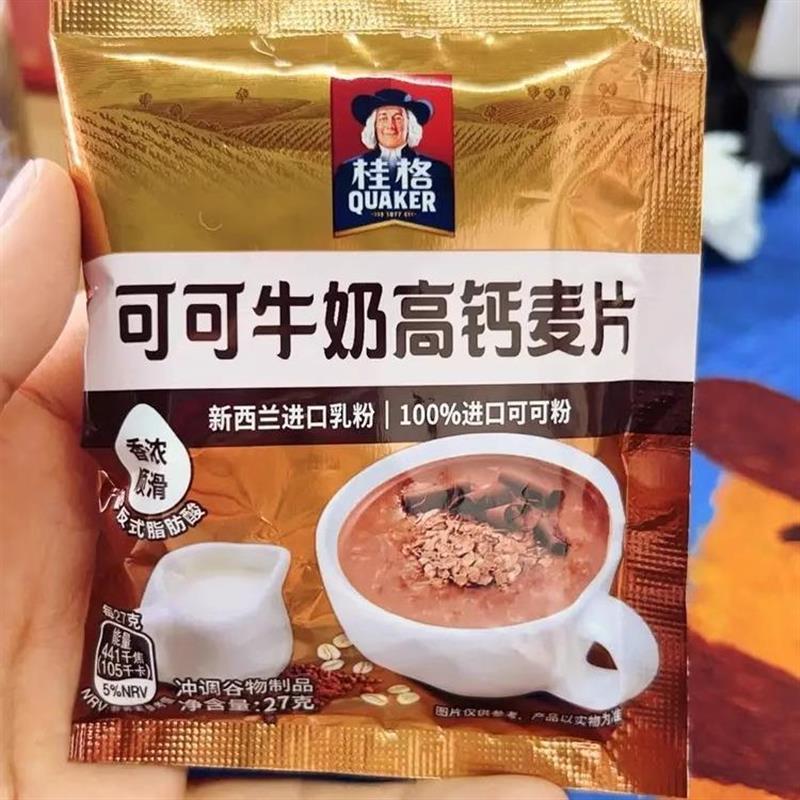 桂格
QUAKER
可可牛奶高钙麦片
新西兰进口乳粉 | 100%进口可可粉
香浓
顺滑
式脂肪酸
每27克
能量
441千焦
(105千卡)
5%NRV
NRV
冲调谷物制品
净含量:27克
图片仅供参考，产品以实物为准